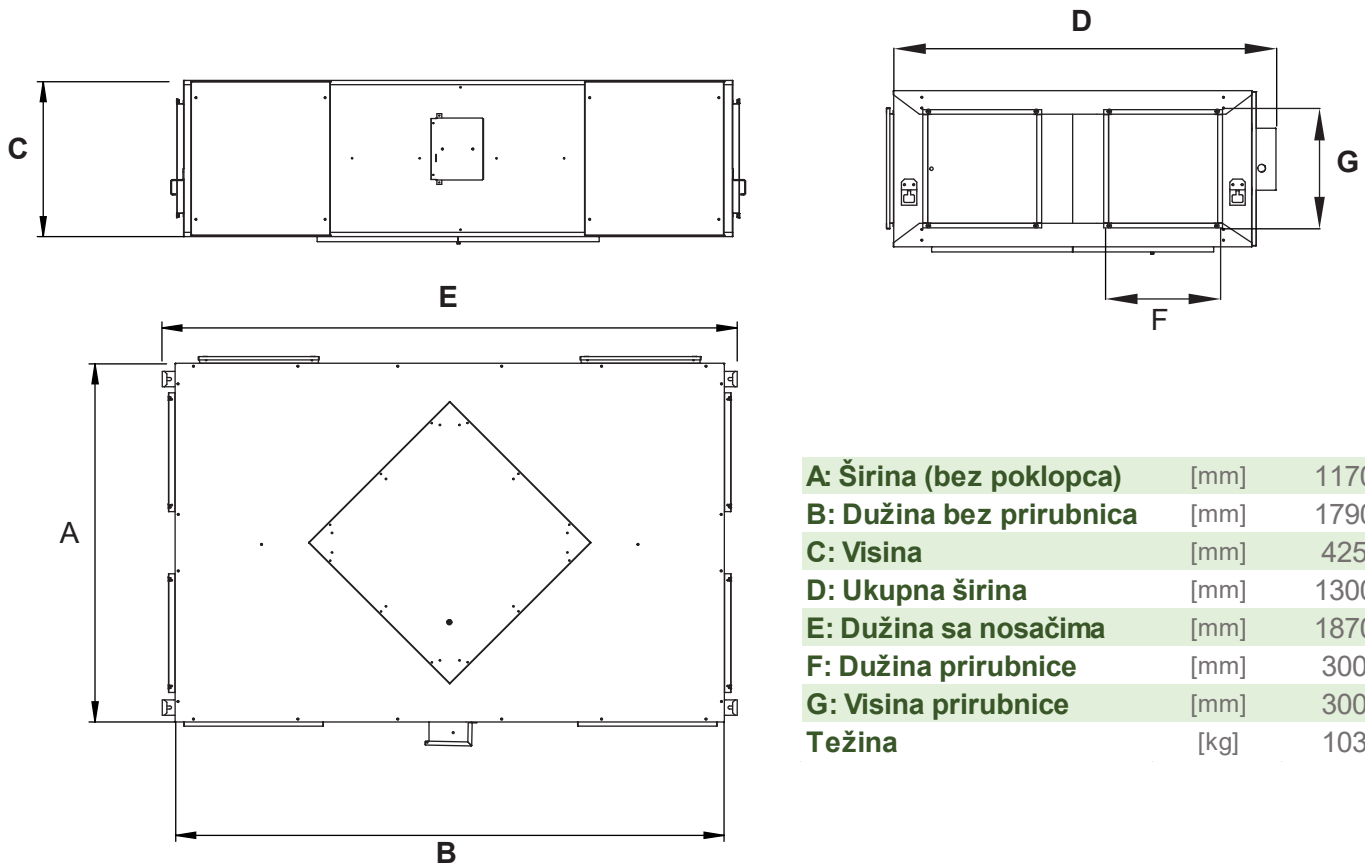 D
C
G
E
F
A
A: Širina (bez poklopca) [mm] 1170
B: Dužina bez prirubnica [mm] 1790
C: Visina [mm] 425
D: Ukupna širina [mm] 1300
E: Dužina sa nosačima [mm] 1870
F: Dužina prirubnice [mm] 300
G: Visina prirubnice [mm] 300
Težina [kg] 103
B